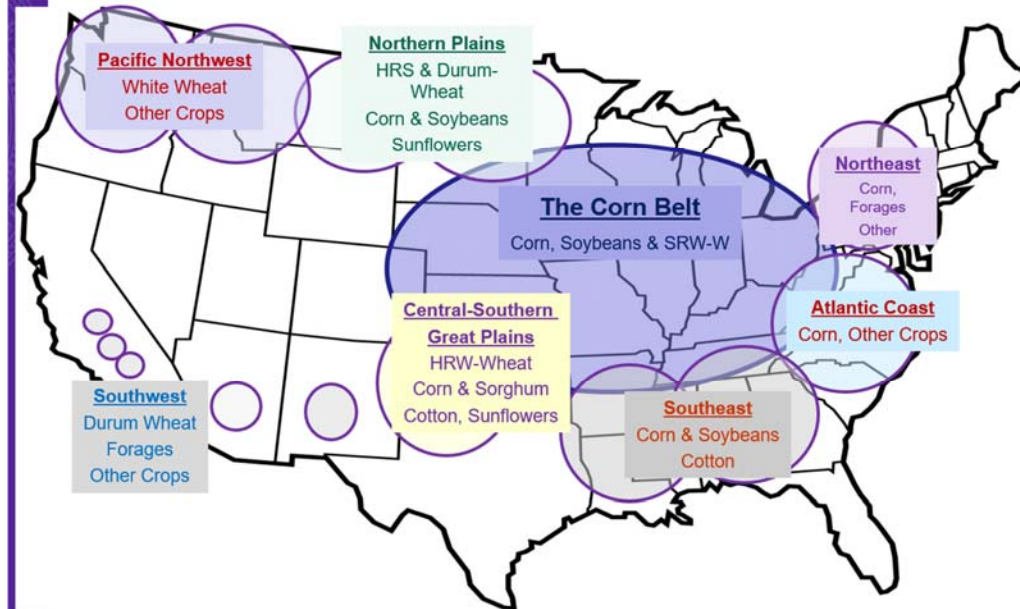 Pacific Northwest
White Wheat
Other Crops
Northern Plains
HRS & Durum-
Wheat
Corn & Soybeans
Sunflowers
The Corn Belt
Corn, Soybeans & SRW-W
Northeast
Corn,
Forages
Other
Atlantic Coast
Corn, Other Crops
Central-Southern
Great Plains
HRW-Wheat
Corn & Sorghum
Cotton, Sunflowers
Southwest
Durum Wheat
Forages
Other Crops
Southeast
Corn & Soybeans
Cotton